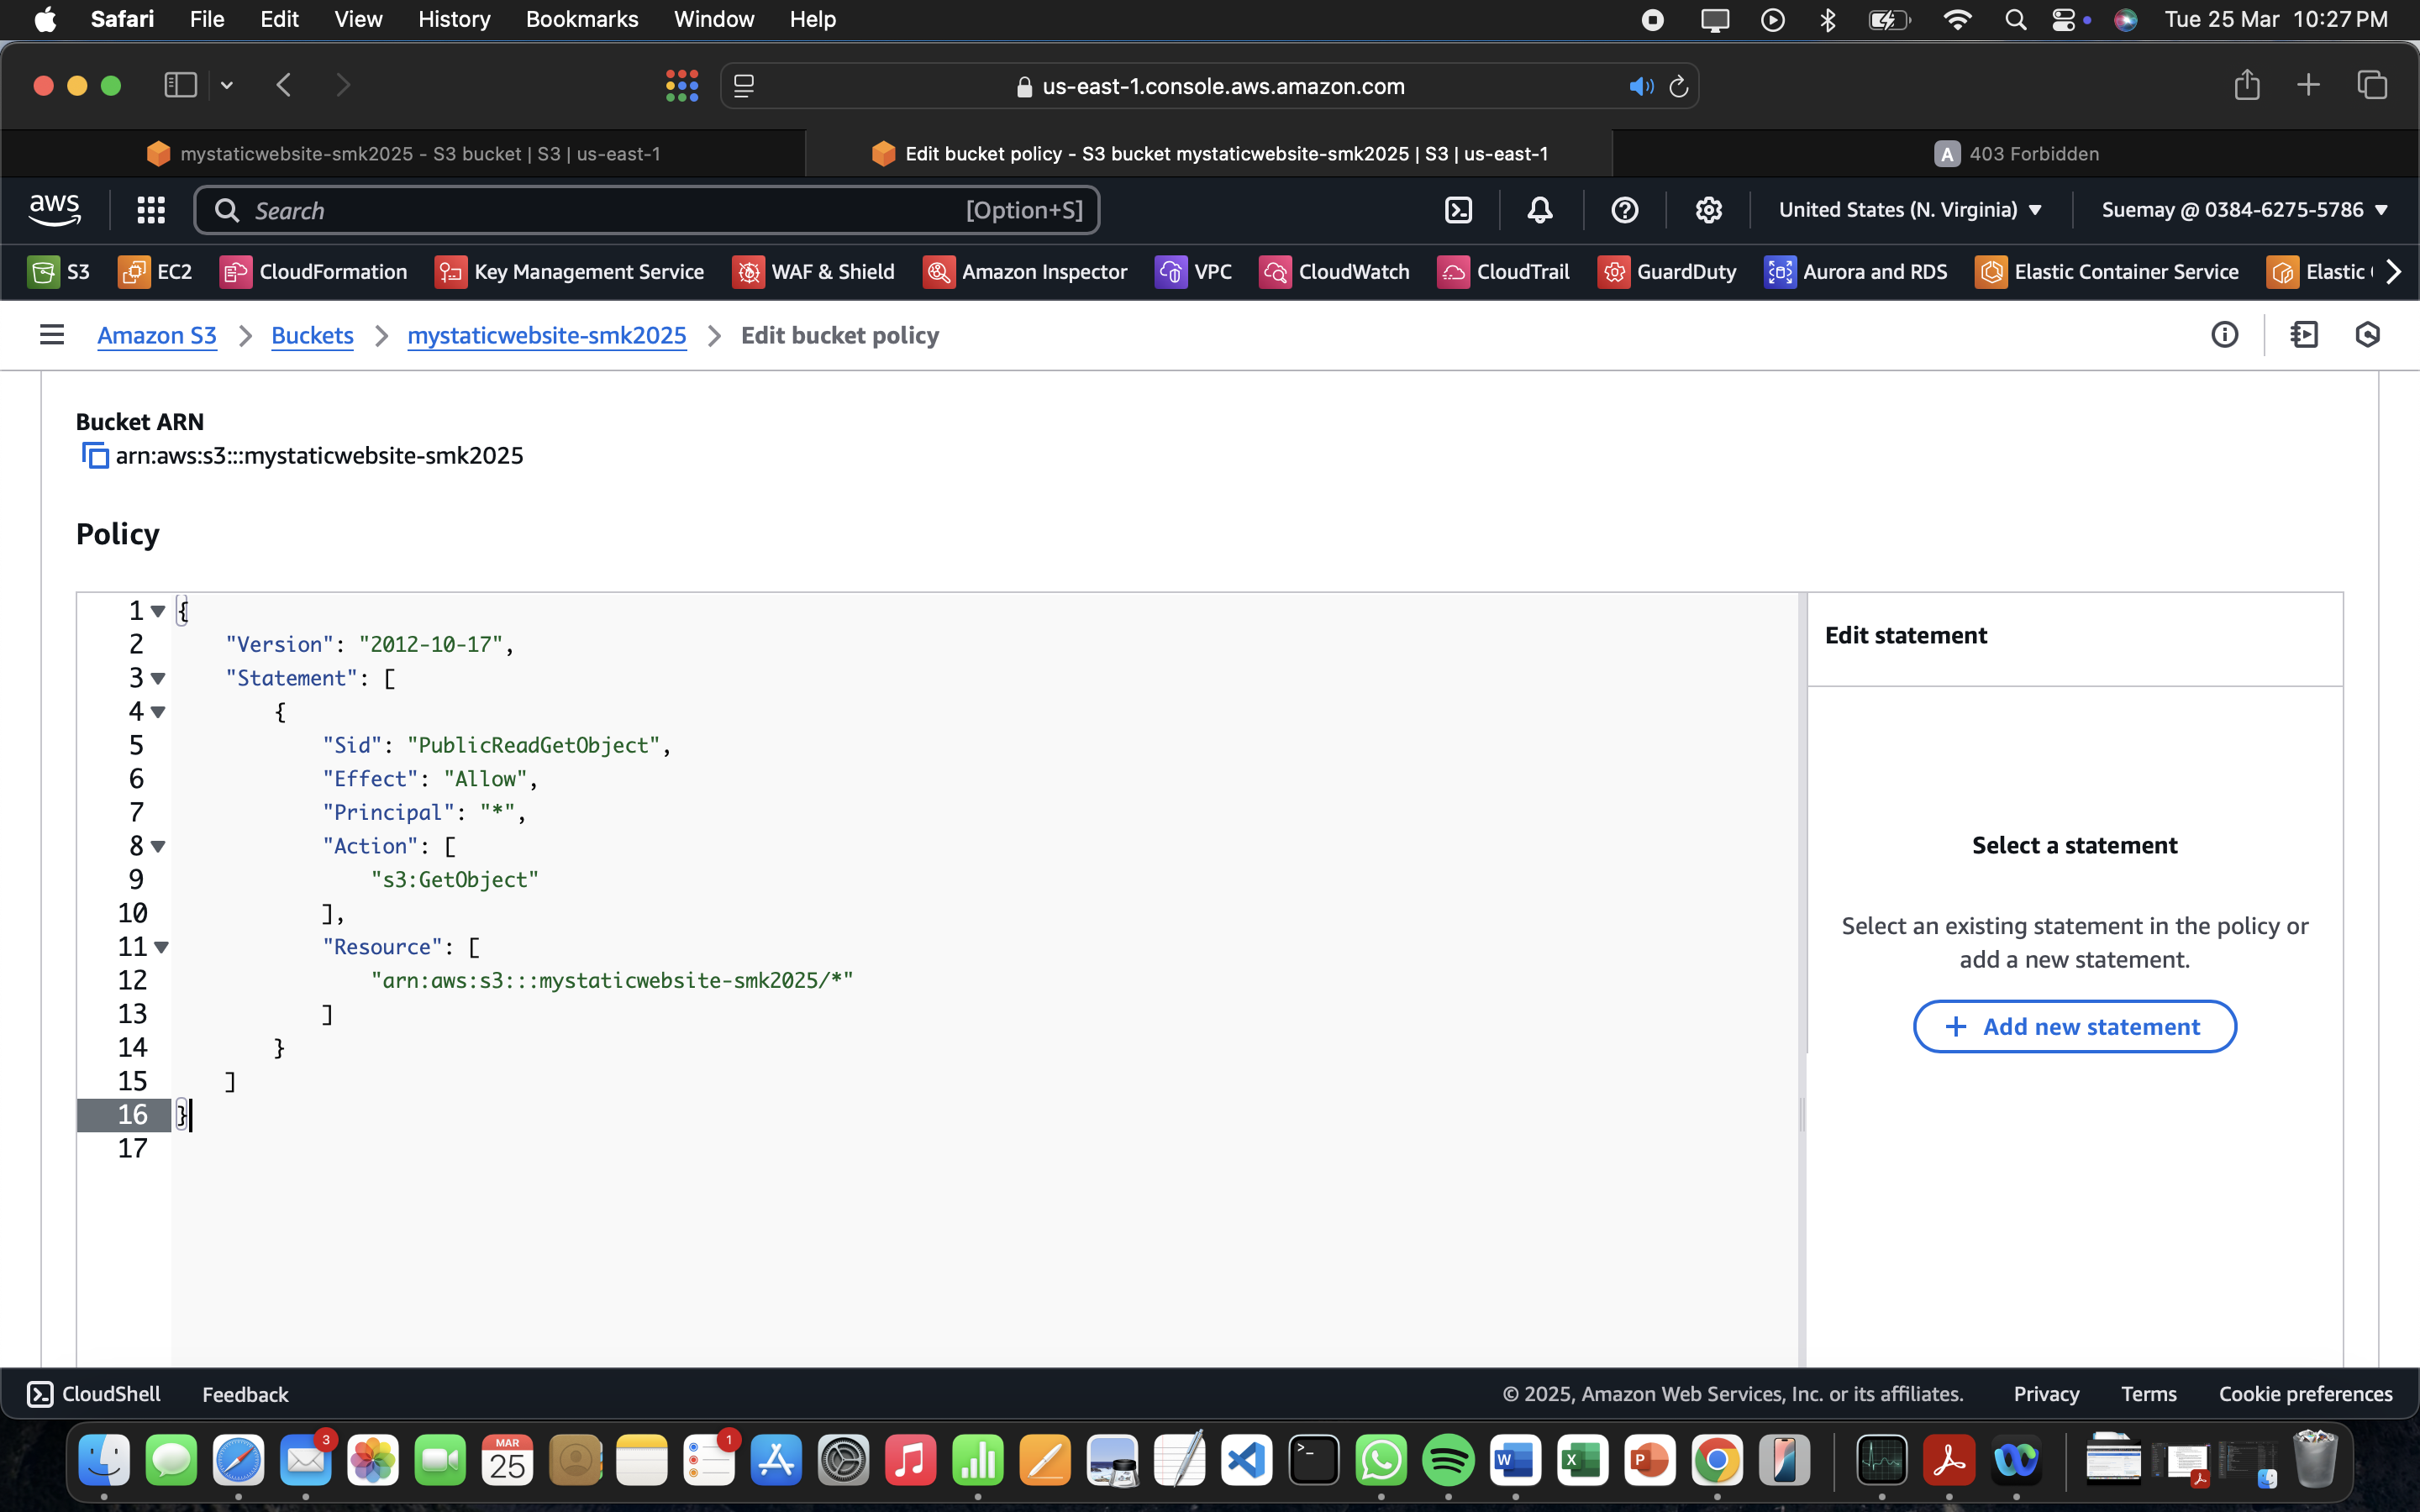 Safari File Edit View History Bookmarks Window Help Tue 25 Mar 10:27 PM
us-east-1.console.aws.amazon.com
mystaticwebsite-smk2025 - S3 bucket | S3 | us-east-1
Edit bucket policy - S3 bucket mystaticwebsite-smk2025 | S3 | us-east-1
A 403 Forbidden
aws Search [Option+S] United States (N. Virginia) Suemay @ 0384-6275-5786
S3 EC2 CloudFormation Key Management Service WAF & Shield Amazon Inspector VPC CloudWatch CloudTrail GuardDuty Aurora and RDS Elastic Container Service Elastic
Amazon S3 Buckets mystaticwebsite-smk2025 Edit bucket policy
Bucket ARN
arn:aws:s3:::mystaticwebsite-smk2025
Policy
1 {
2 "Version": "2012-10-17",
3 "Statement": [
4 {
5 "Sid": "PublicReadGetObject",
6 "Effect": "Allow",
7 "Principal": "*",
8 "Action": [
9 "s3:GetObject"
10 ],
11 "Resource": [
12 "arn:aws:s3:::mystaticwebsite-smk2025/*"
13 ]
14 }
15 ]
16 }
17
Edit statement
Select a statement
Select an existing statement in the policy or
add a new statement.
+ Add new statement
CloudShell Feedback © 2025, Amazon Web Services, Inc. or its affiliates. Privacy Terms Cookie preferences
3 MAR 25 1 W X P